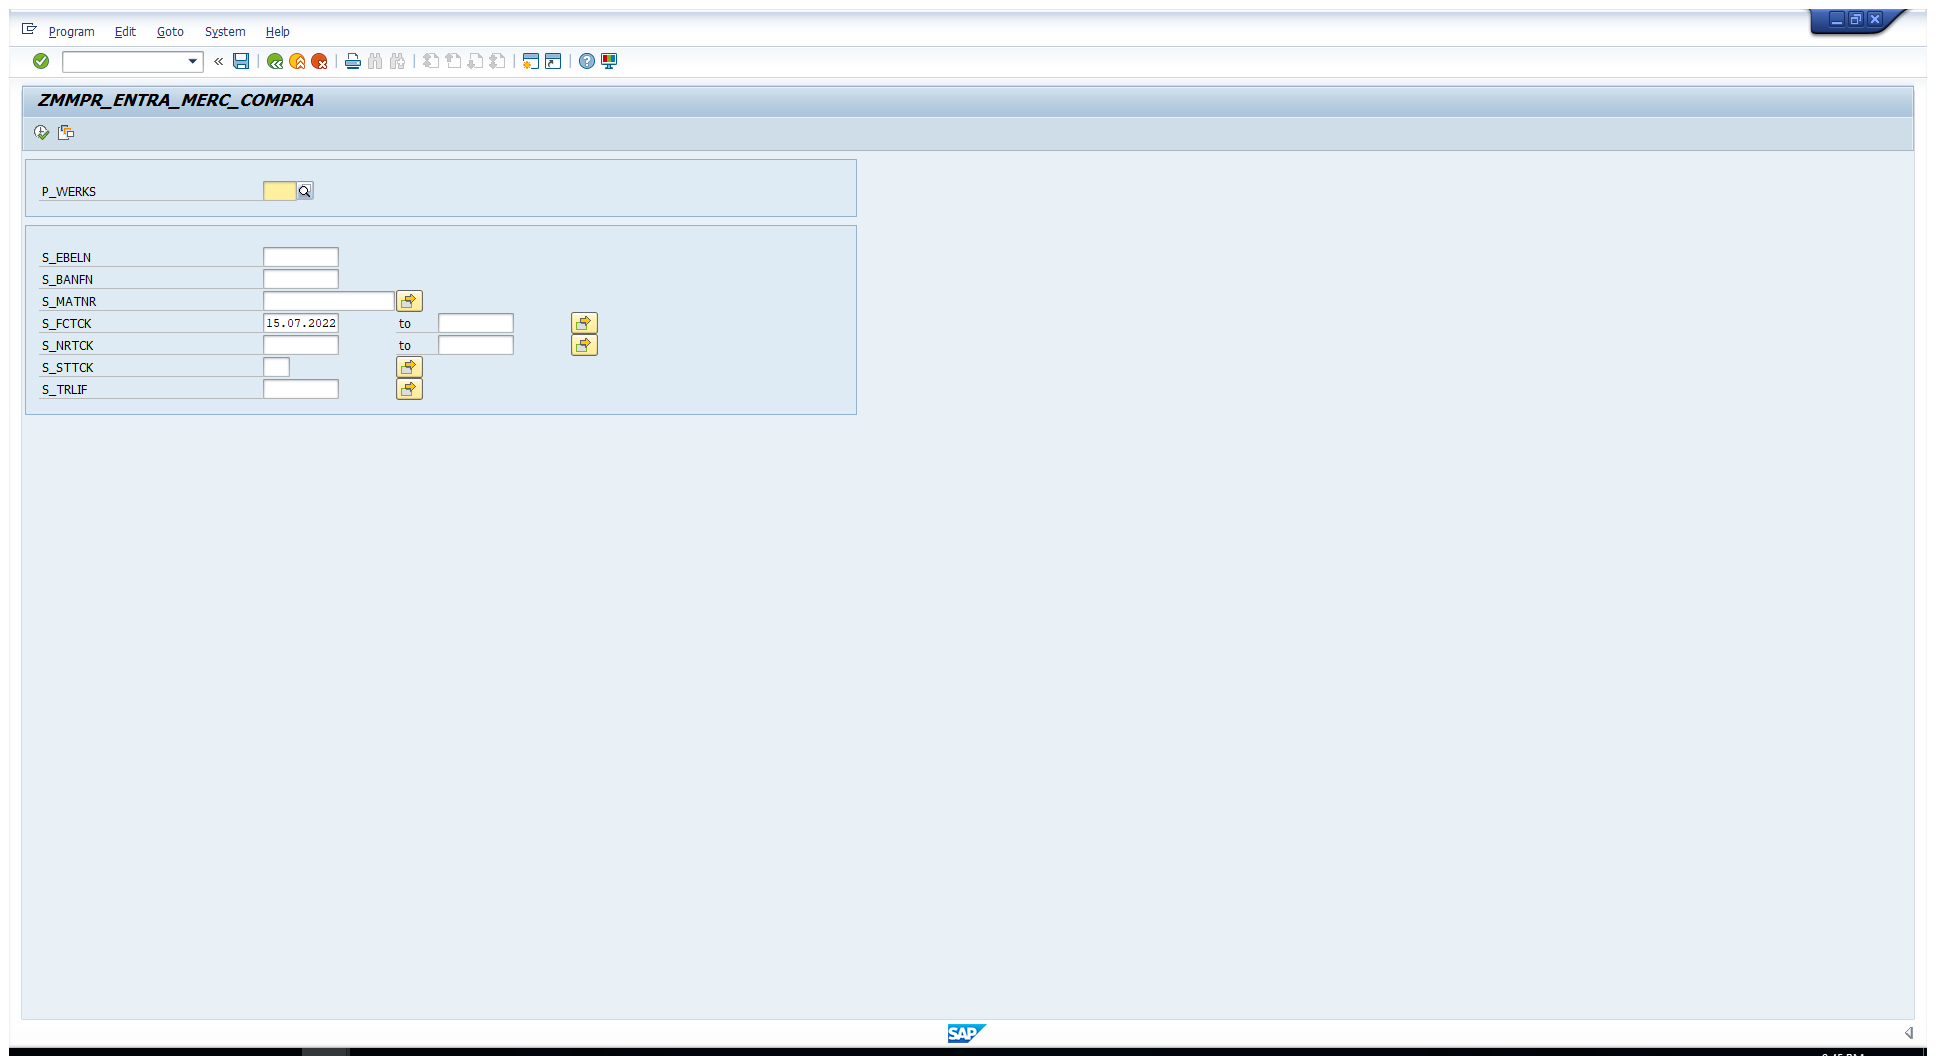 Program Edit Goto System Help
ZMMPR_ENTRA_MERC_COMPRA
P_WERKS
S_EBELN
S_BANFN
S_MATNR
S_FCTCK 15.07.2022 to
S_NRTCK to
S_STTCK
S_TRLIF
SAP